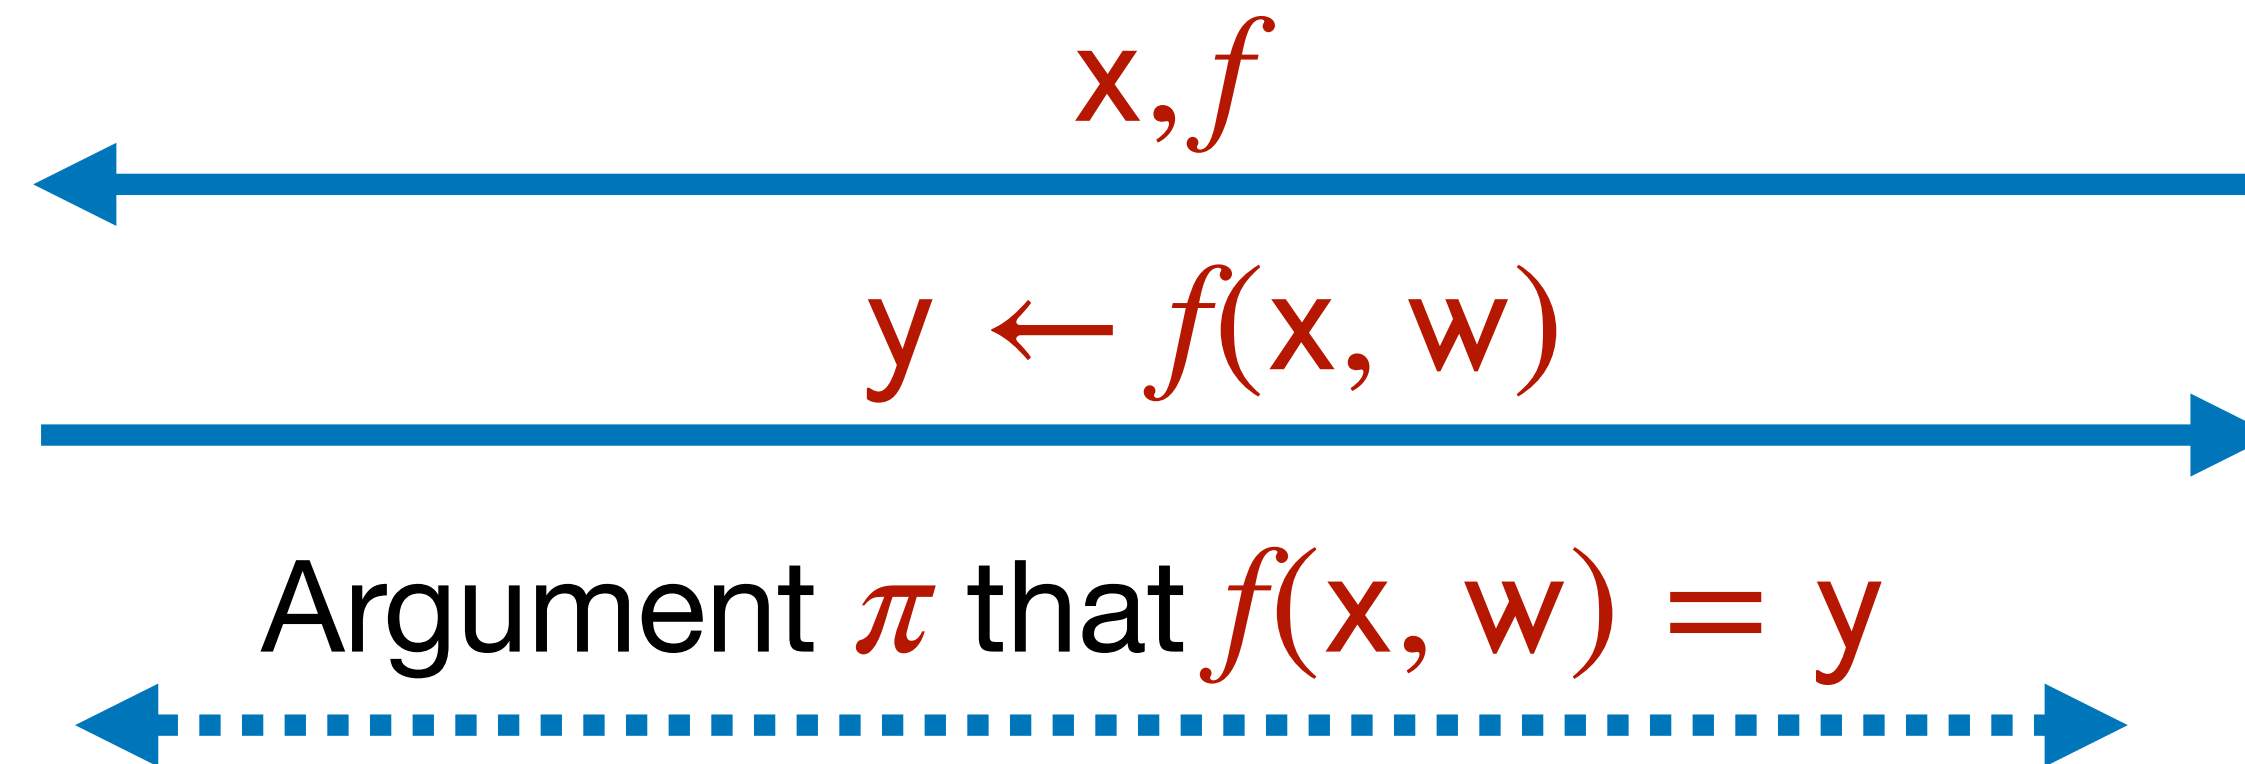 x, f
y ← f(x, w)
Argument π that f(x, w) = y